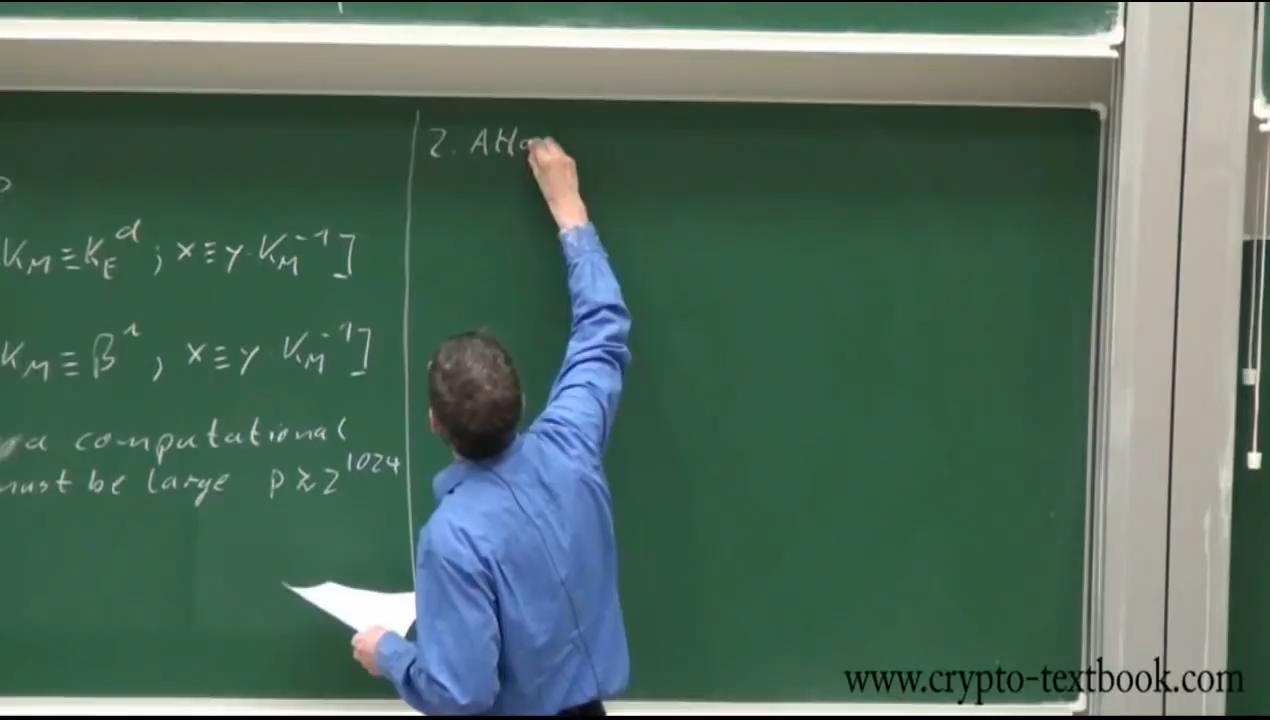 K_M ≡ K_E^d ; x ≡ y · K_M^-1 ]
K_M ≡ β^i , x ≡ y · K_M^-1 ]
a computational
must be large p ≈ 2^1024
2. Atta
www.crypto-textbook.com